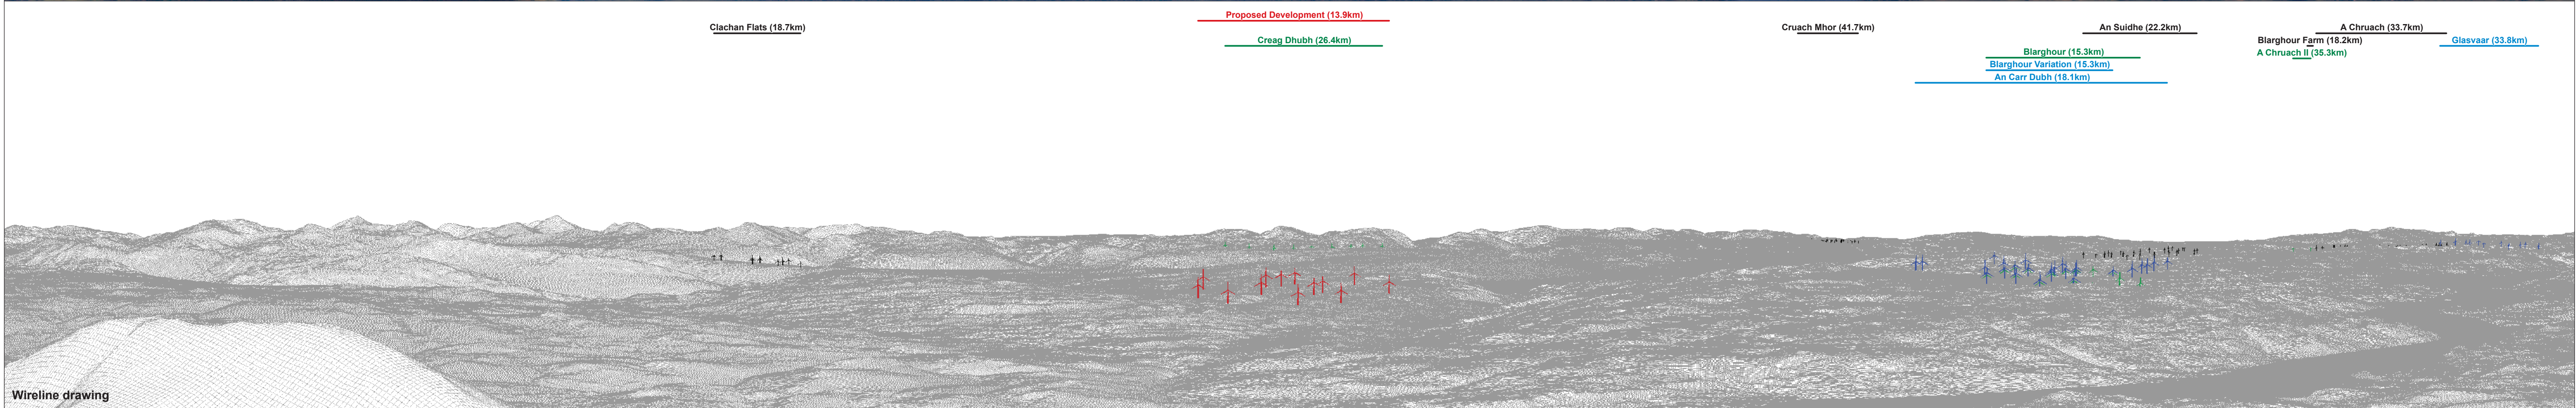 Proposed Development (13.9km)
Clachan Flats (18.7km)
Cruach Mhor (41.7km)
An Suidhe (22.2km)
A Chruach (33.7km)
Creag Dhubh (26.4km)
Blarghour Farm (18.2km)
Glasvaar (33.8km)
Blarghour (15.3km)
A Chruach II (35.3km)
Blarghour Variation (15.3km)
An Carr Dubh (18.1km)
Wireline drawing